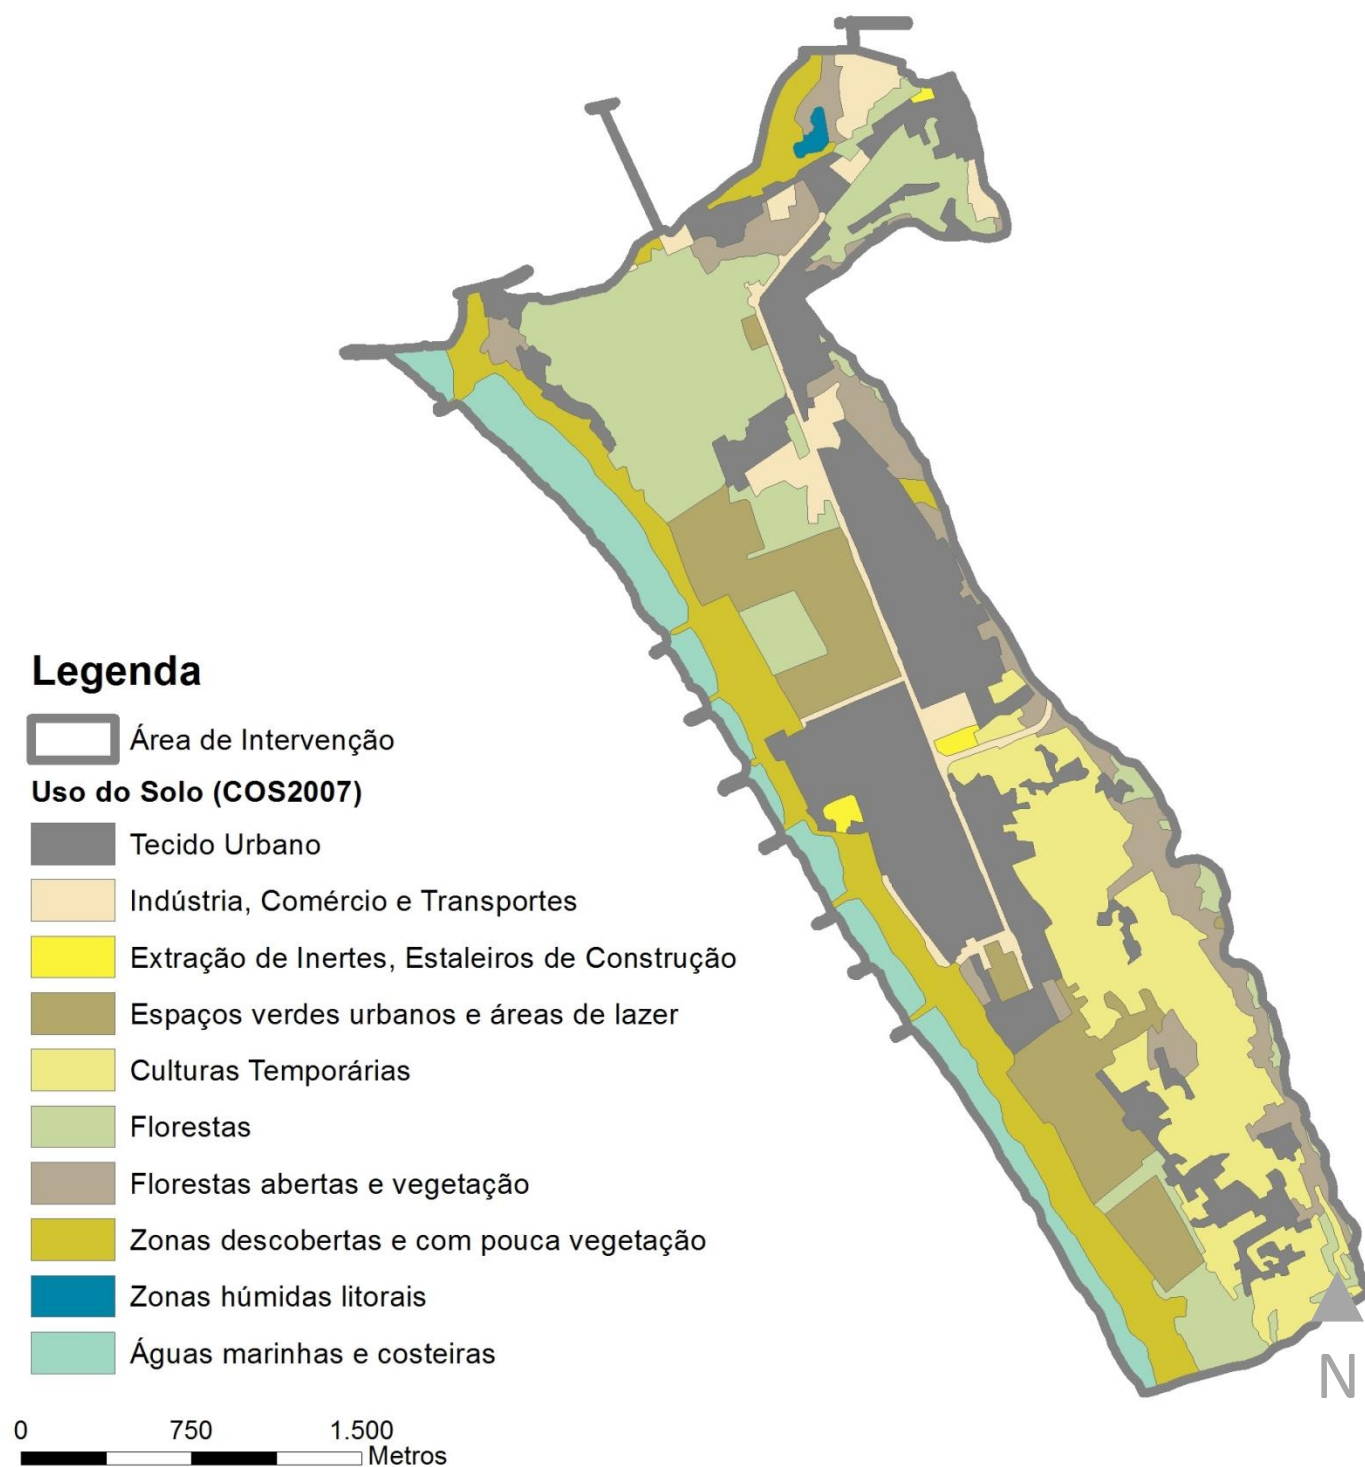 Legenda
Área de Intervenção
Uso do Solo (COS2007)
Tecido Urbano
Indústria, Comércio e Transportes
Extração de Inertes, Estaleiros de Construção
Espaços verdes urbanos e áreas de lazer
Culturas Temporárias
Florestas
Florestas abertas e vegetação
Zonas descobertas e com pouca vegetação
Zonas húmidas litorais
Águas marinhas e costeiras
N
0 750 1.500
Metros